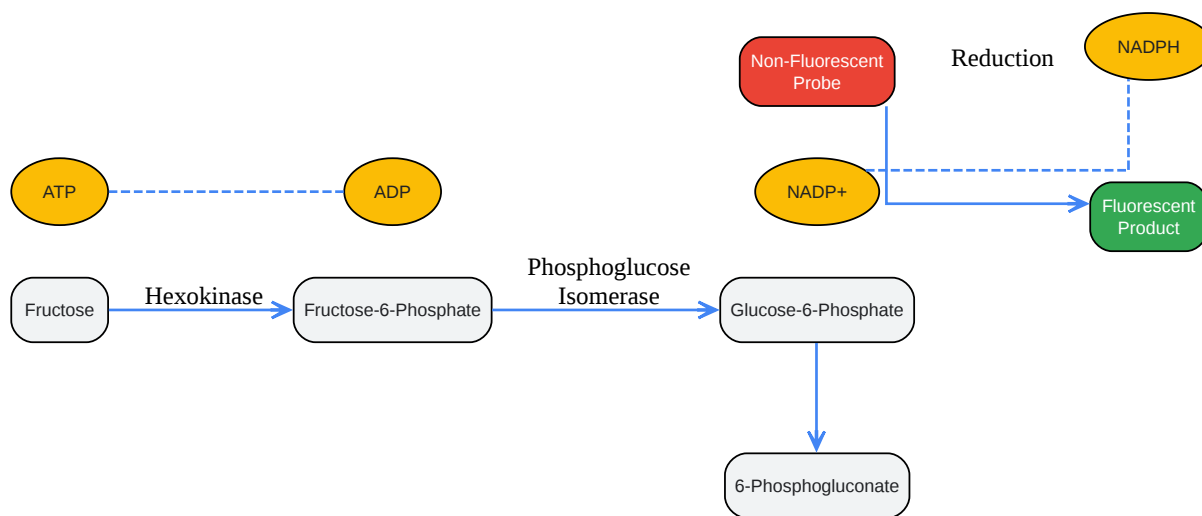 Non-Fluorescent
Probe
Reduction
NADPH
ATP
ADP
NADP+
Fluorescent
Product
Fructose
Hexokinase
Fructose-6-Phosphate
Phosphoglucose
Isomerase
Glucose-6-Phosphate
6-Phosphogluconate